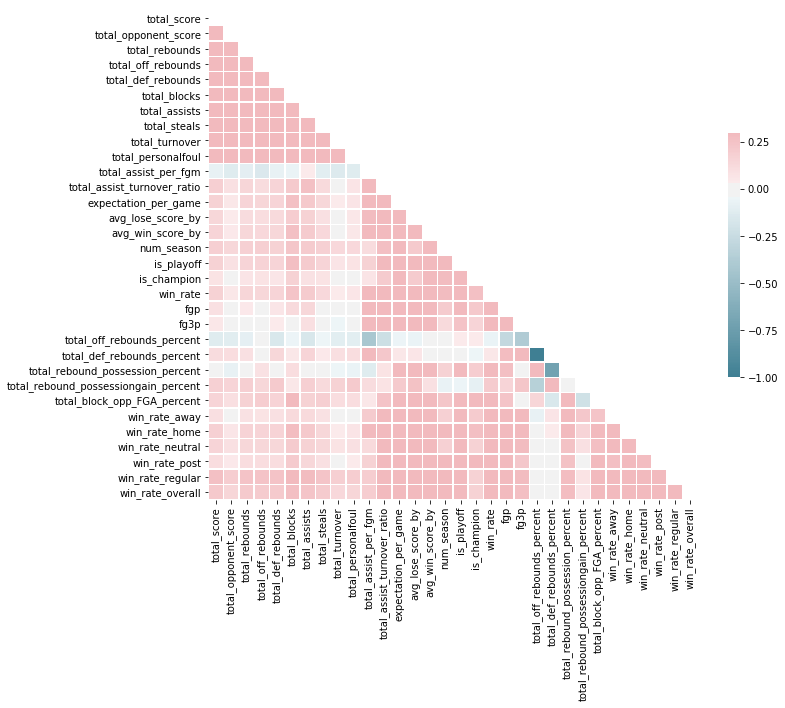 total_score
total_opponent_score
total_rebounds
total_off_rebounds
total_def_rebounds
total_blocks
total_assists
total_steals
total_turnover
total_personalfoul
total_assist_per_fgm
total_assist_turnover_ratio
expectation_per_game
avg_lose_score_by
avg_win_score_by
num_season
is_playoff
is_champion
win_rate
fgp
fg3p
total_off_rebounds_percent
total_def_rebounds_percent
total_rebound_possession_percent
total_rebound_possessiongain_percent
total_block_opp_FGA_percent
win_rate_away
win_rate_home
win_rate_neutral
win_rate_post
win_rate_regular
win_rate_overall
total_score
total_opponent_score
total_rebounds
total_off_rebounds
total_def_rebounds
total_blocks
total_assists
total_steals
total_turnover
total_personalfoul
total_assist_per_fgm
total_assist_turnover_ratio
expectation_per_game
avg_lose_score_by
avg_win_score_by
num_season
is_playoff
is_champion
win_rate
fgp
fg3p
total_off_rebounds_percent
total_def_rebounds_percent
total_rebound_possession_percent
total_rebound_possessiongain_percent
total_block_opp_FGA_percent
win_rate_away
win_rate_home
win_rate_neutral
win_rate_post
win_rate_regular
win_rate_overall
0.25
0.00
−0.25
−0.50
−0.75
−1.00